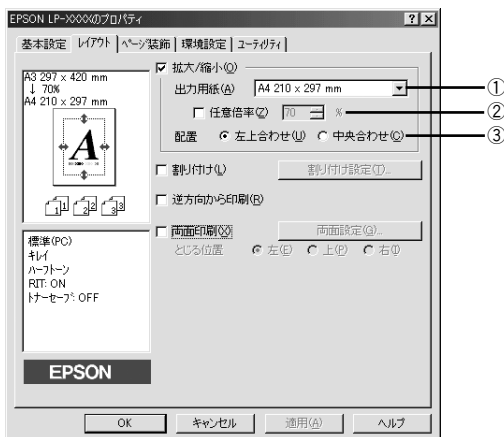 EPSON LP-XXXXのプロパティ
基本設定 レイアウト ページ装飾 環境設定 ユーティリティ
A3 297 x 420 mm
↓ 70%
A4 210 x 297 mm
A
1 2 3
標準(PC)
キレイ
ハーフトーン
RIT: ON
トナーセーブ: OFF
EPSON
拡大/縮小(O)
出力用紙(A) A4 210 x 297 mm ①
任意倍率(Z) 70 % ②
配置 左上合わせ(U) 中央合わせ(C) ③
割り付け(L) 割り付け設定(T)...
逆方向から印刷(R)
両面印刷(X) 両面設定(G)...
とじる位置 左(E) 上(P) 右(I)
OK キャンセル 適用(A) ヘルプ